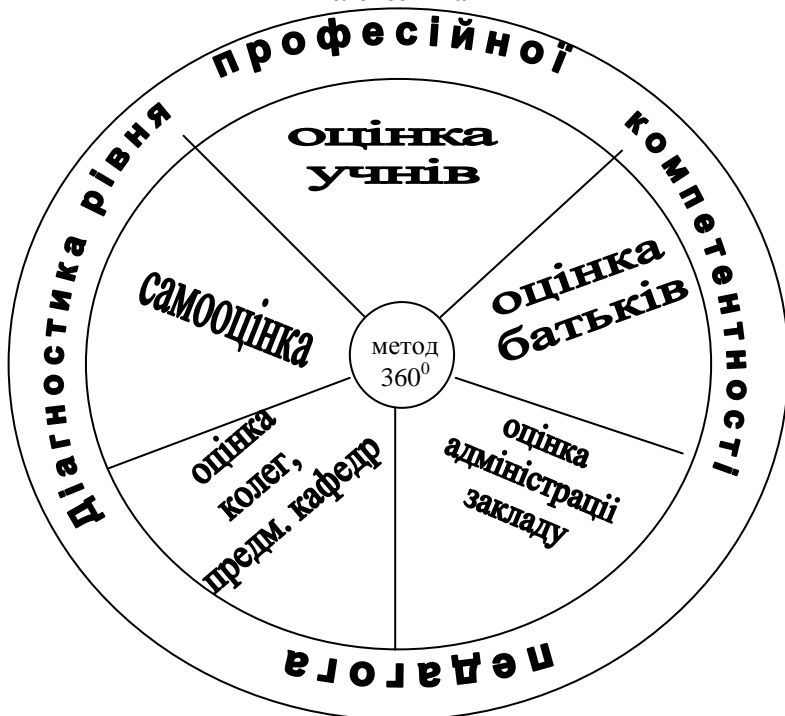 Діагностика рівня професійної компетентності
педагога
оцінка
учнів
самооцінка
оцінка
батьків
метод
360⁰
оцінка
колег,
предм. кафедр
оцінка
адміністрації
закладу